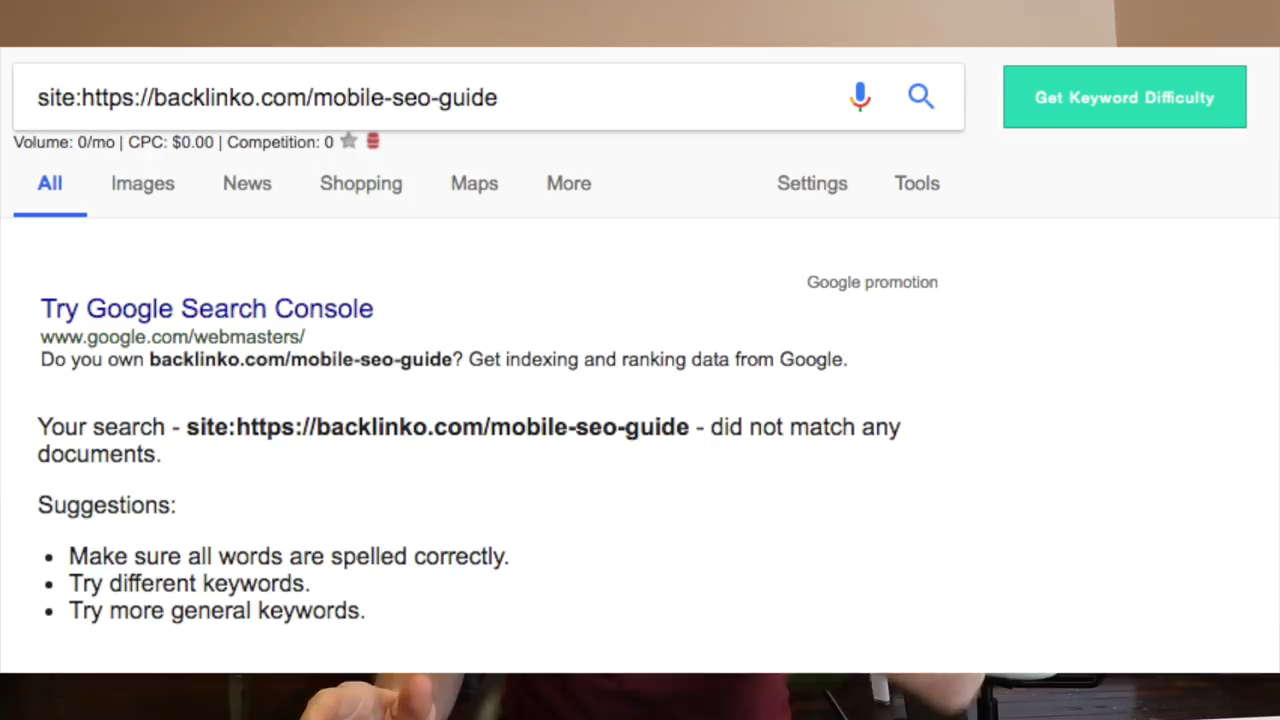 site:https://backlinko.com/mobile-seo-guide
Get Keyword Difficulty
Volume: 0/mo | CPC: $0.00 | Competition: 0
All Images News Shopping Maps More Settings Tools
Google promotion
Try Google Search Console
www.google.com/webmasters/
Do you own backlinko.com/mobile-seo-guide? Get indexing and ranking data from Google.
Your search - site:https://backlinko.com/mobile-seo-guide - did not match any
documents.
Suggestions:
• Make sure all words are spelled correctly.
• Try different keywords.
• Try more general keywords.